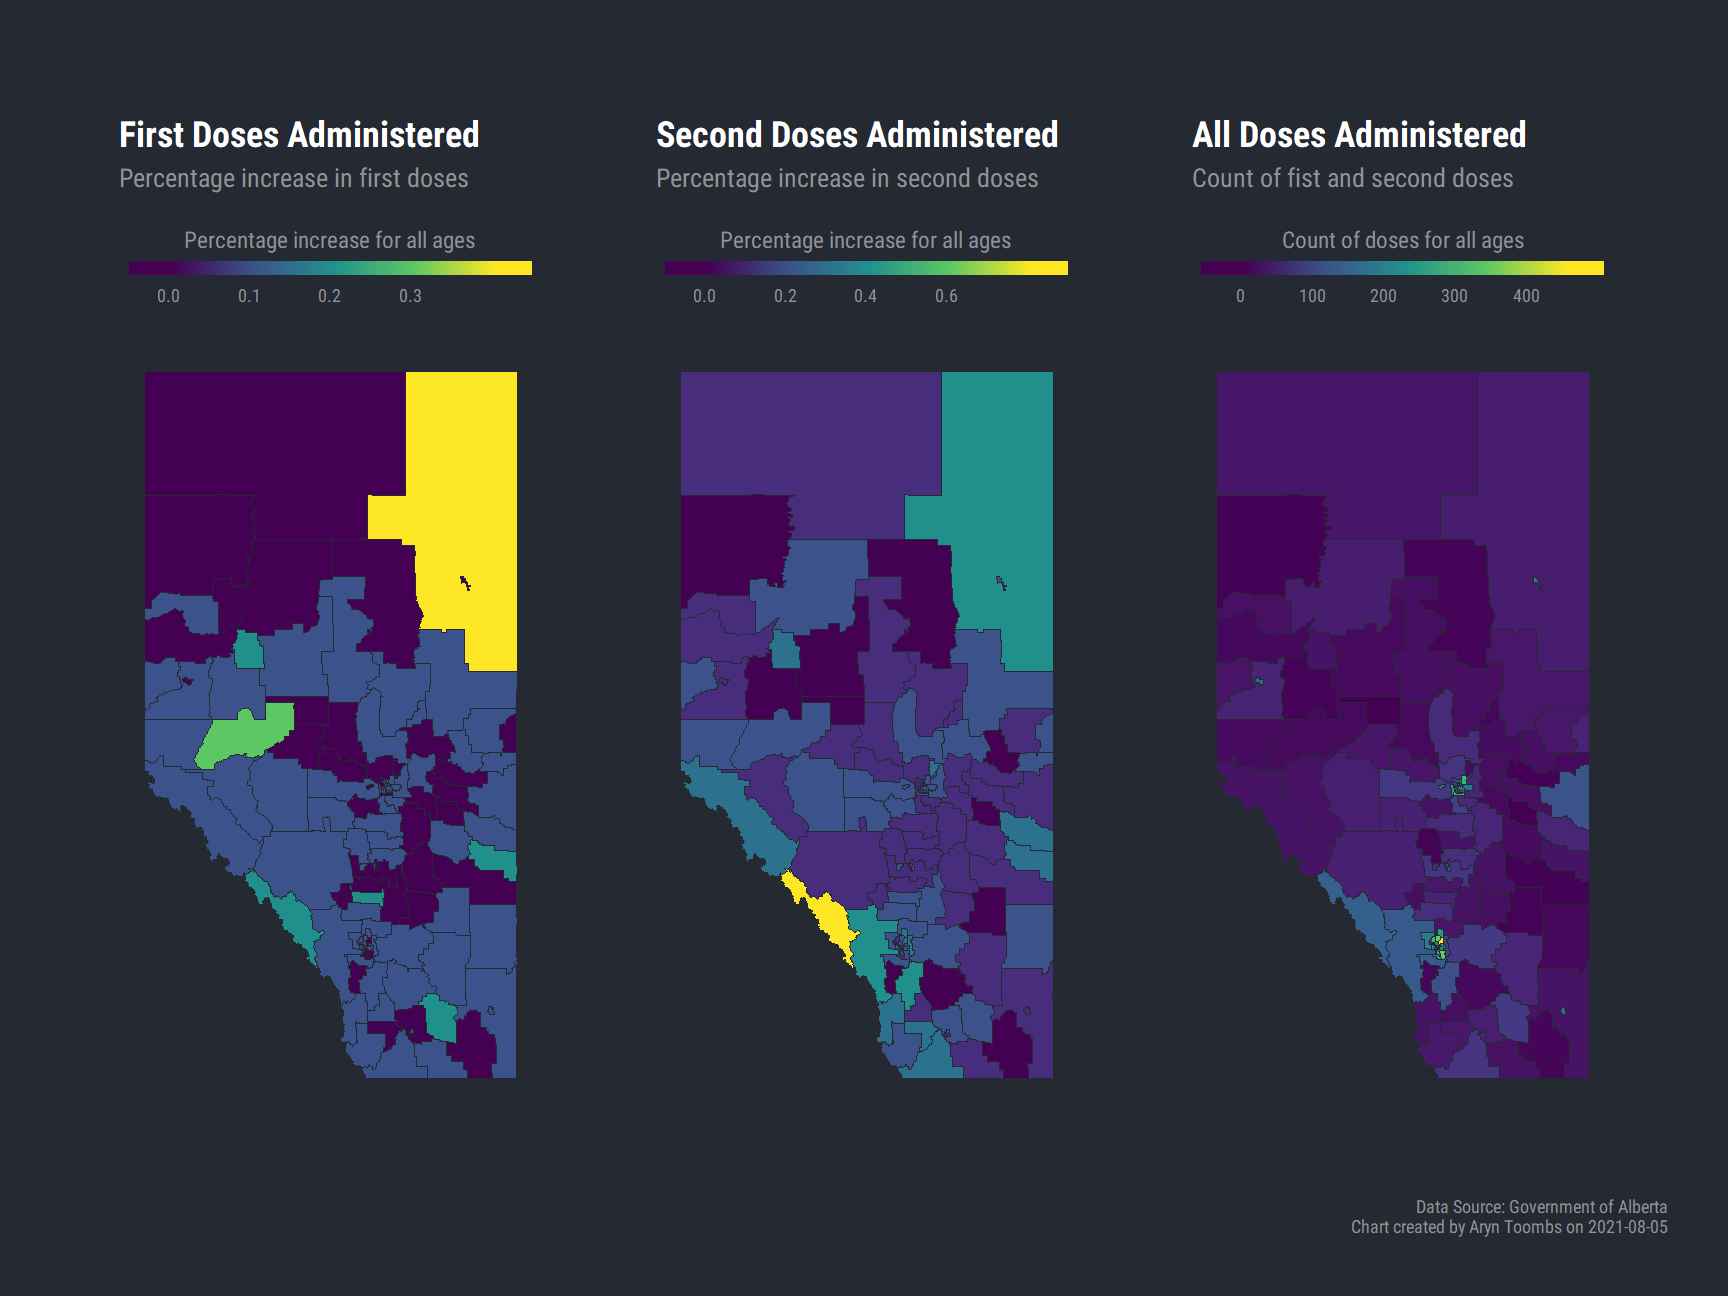 First Doses Administered
Percentage increase in first doses
Percentage increase for all ages
0.0 0.1 0.2 0.3
Second Doses Administered
Percentage increase in second doses
Percentage increase for all ages
0.0 0.2 0.4 0.6
All Doses Administered
Count of fist and second doses
Count of doses for all ages
0 100 200 300 400
Data Source: Government of Alberta
Chart created by Aryn Toombs on 2021-08-05